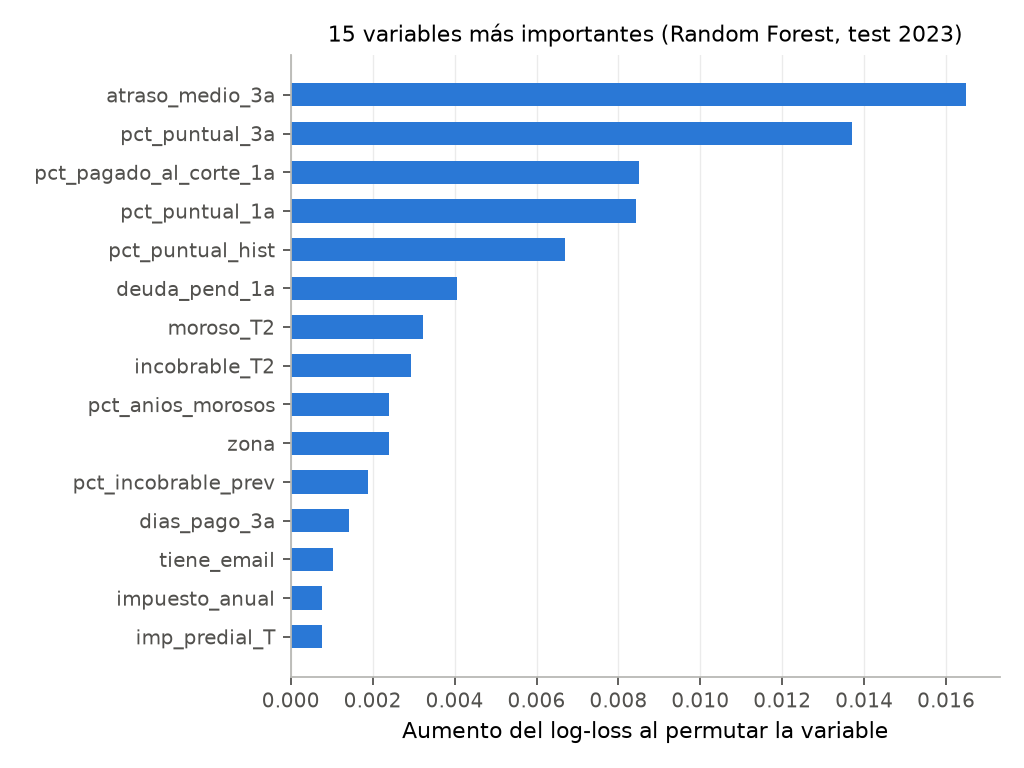 15 variables más importantes (Random Forest, test 2023)
atraso_medio_3a
pct_puntual_3a
pct_pagado_al_corte_1a
pct_puntual_1a
pct_puntual_hist
deuda_pend_1a
moroso_T2
incobrable_T2
pct_anios_morosos
zona
pct_incobrable_prev
dias_pago_3a
tiene_email
impuesto_anual
imp_predial_T
0.000 0.002 0.004 0.006 0.008 0.010 0.012 0.014 0.016
Aumento del log-loss al permutar la variable